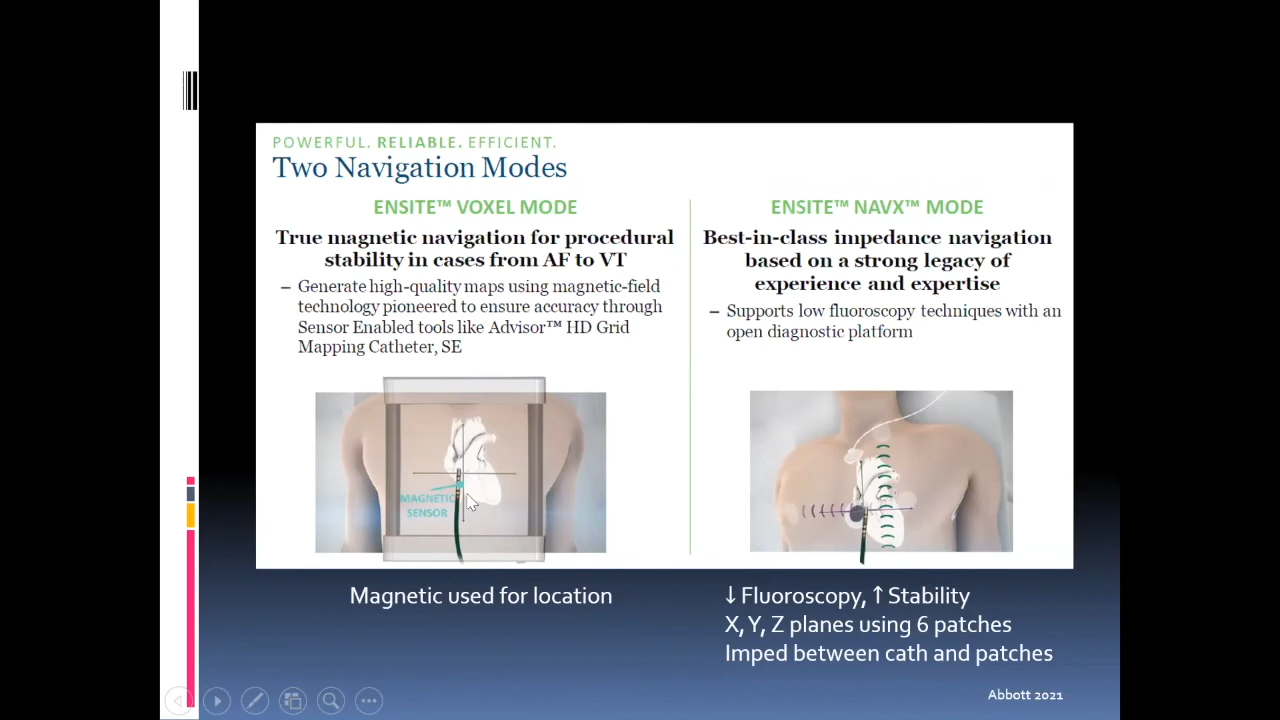 POWERFUL. RELIABLE. EFFICIENT.
Two Navigation Modes
ENSITE™ VOXEL MODE
True magnetic navigation for procedural
stability in cases from AF to VT
– Generate high-quality maps using magnetic-field
technology pioneered to ensure accuracy through
Sensor Enabled tools like Advisor™ HD Grid
Mapping Catheter, SE
MAGNETIC
SENSOR
Magnetic used for location
ENSITE™ NAVX™ MODE
Best-in-class impedance navigation
based on a strong legacy of
experience and expertise
– Supports low fluoroscopy techniques with an
open diagnostic platform
↓ Fluoroscopy, ↑ Stability
X, Y, Z planes using 6 patches
Imped between cath and patches
Abbott 2021